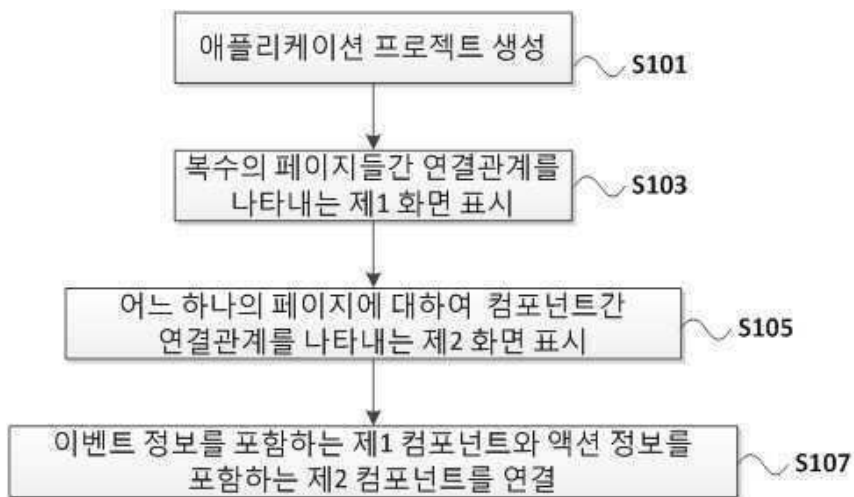 애플리케이션 프로젝트 생성
S101
복수의 페이지들간 연결관계를
나타내는 제1 화면 표시
S103
어느 하나의 페이지에 대하여 컴포넌트간
연결관계를 나타내는 제2 화면 표시
S105
이벤트 정보를 포함하는 제1 컴포넌트와 액션 정보를
포함하는 제2 컴포넌트를 연결
S107